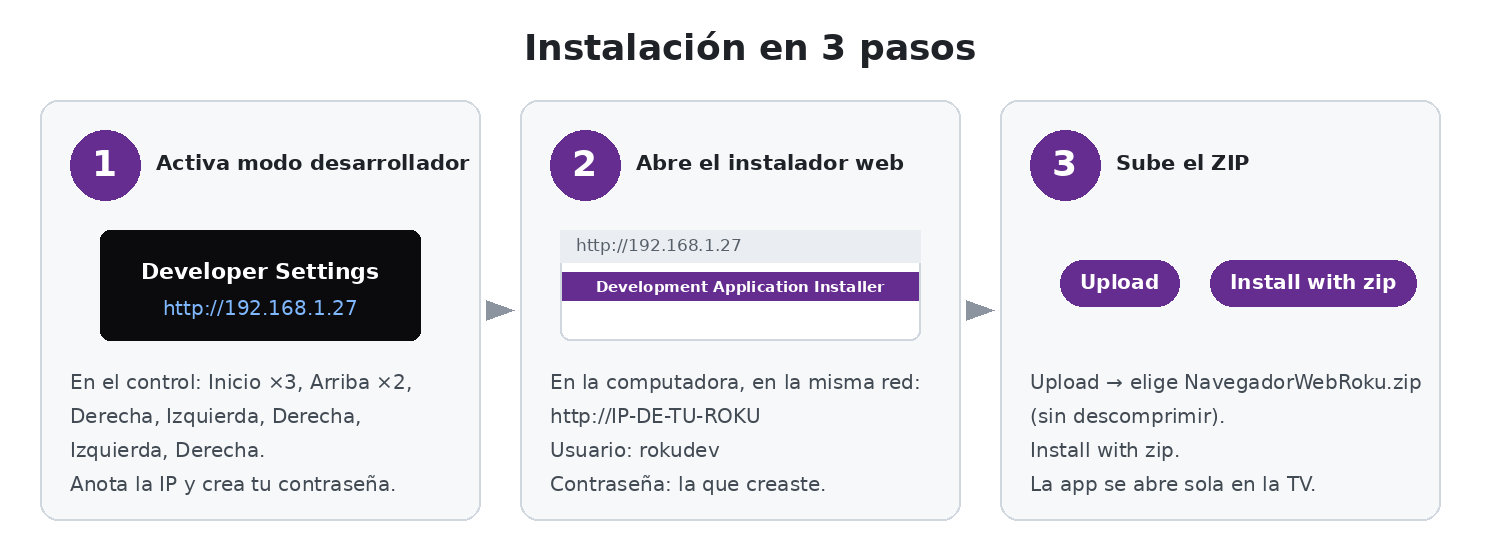 Instalación en 3 pasos
1
Activa modo desarrollador
Developer Settings
http://192.168.1.27
En el control: Inicio ×3, Arriba ×2,
Derecha, Izquierda, Derecha,
Izquierda, Derecha.
Anota la IP y crea tu contraseña.
2
Abre el instalador web
http://192.168.1.27
Development Application Installer
En la computadora, en la misma red:
http://IP-DE-TU-ROKU
Usuario: rokudev
Contraseña: la que creaste.
3
Sube el ZIP
Upload
Install with zip
Upload → elige NavegadorWebRoku.zip
(sin descomprimir).
Install with zip.
La app se abre sola en la TV.